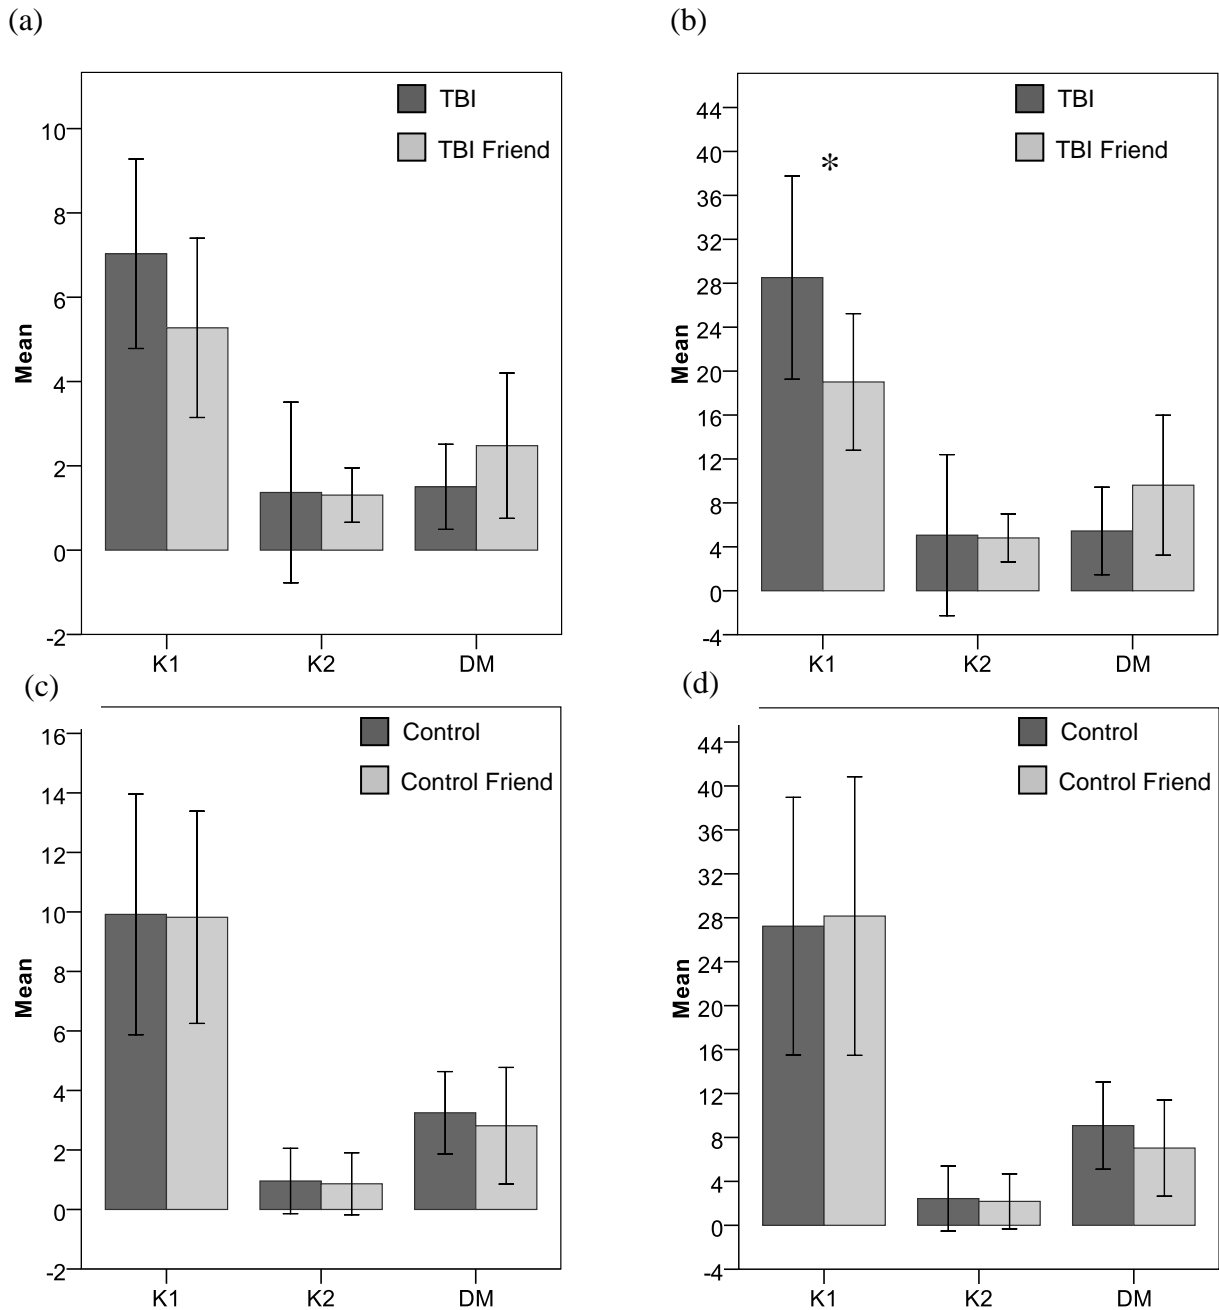 (a)
TBI
TBI Friend
10
8
6
4
2
0
-2
Mean
K1 K2 DM
(b)
TBI
TBI Friend
*
44
40
36
32
28
24
20
16
12
8
4
0
-4
Mean
K1 K2 DM
(c)
Control
Control Friend
16
14
12
10
8
6
4
2
0
-2
Mean
K1 K2 DM
(d)
Control
Control Friend
44
40
36
32
28
24
20
16
12
8
4
0
-4
Mean
K1 K2 DM